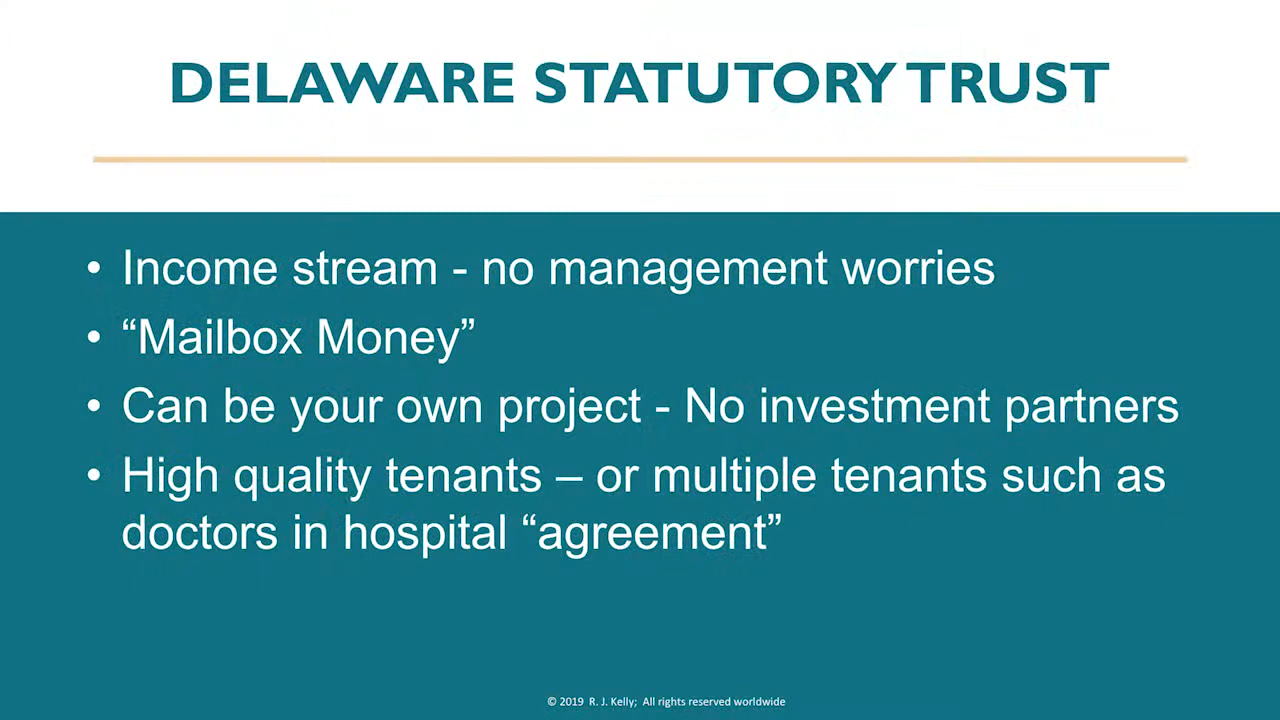 DELAWARE STATUTORY TRUST
• Income stream - no management worries
• “Mailbox Money”
• Can be your own project - No investment partners
• High quality tenants – or multiple tenants such as
doctors in hospital “agreement”
© 2019 R. J. Kelly; All rights reserved worldwide